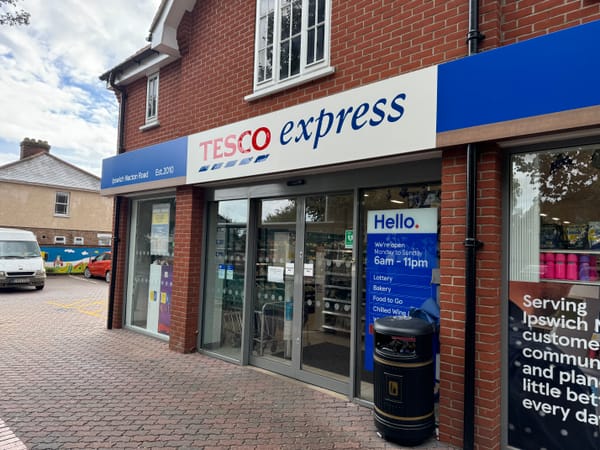 TESCO express
Ipswich Nacton Road Est.2010
Hello.
We're open
Monday to Sunday
6am - 11pm
Lottery
Bakery
Food to Go
Chilled Wine
Serving
Ipswich
custome
commun
and plan
little bet
every da